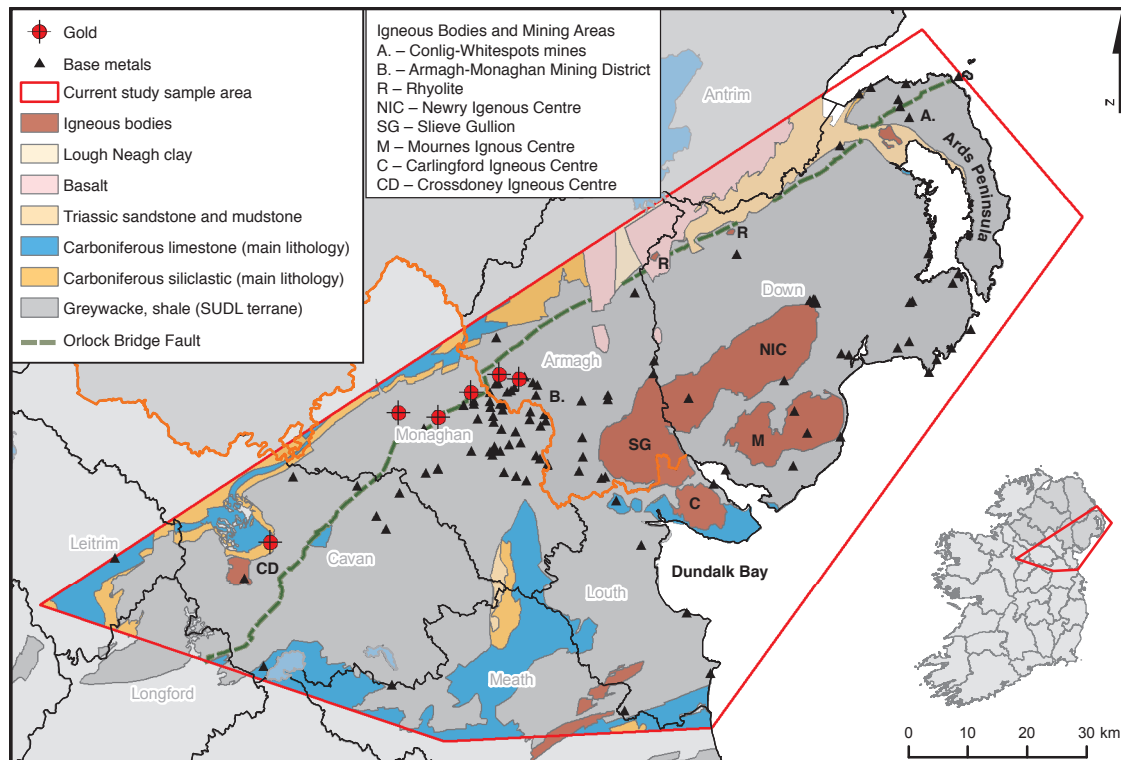 Gold
Base metals
Current study sample area
Igneous bodies
Lough Neagh clay
Basalt
Triassic sandstone and mudstone
Carboniferous limestone (main lithology)
Carboniferous siliclastic (main lithology)
Greywacke, shale (SUDL terrane)
Orlock Bridge Fault
Igneous Bodies and Mining Areas
A. – Conlig-Whitespots mines
B. – Armagh-Monaghan Mining District
R – Rhyolite
NIC – Newry Igenous Centre
SG – Slieve Gullion
M – Mournes Ignous Centre
C – Carlingford Igneous Centre
CD – Crossdoney Igneous Centre
N
Antrim
A.
Ards Peninsula
R
R
Down
NIC
Armagh
B.
Monaghan
SG
M
C
Leitrim
CD
Cavan
Dundalk Bay
Louth
Meath
Longford
0 10 20 30 km